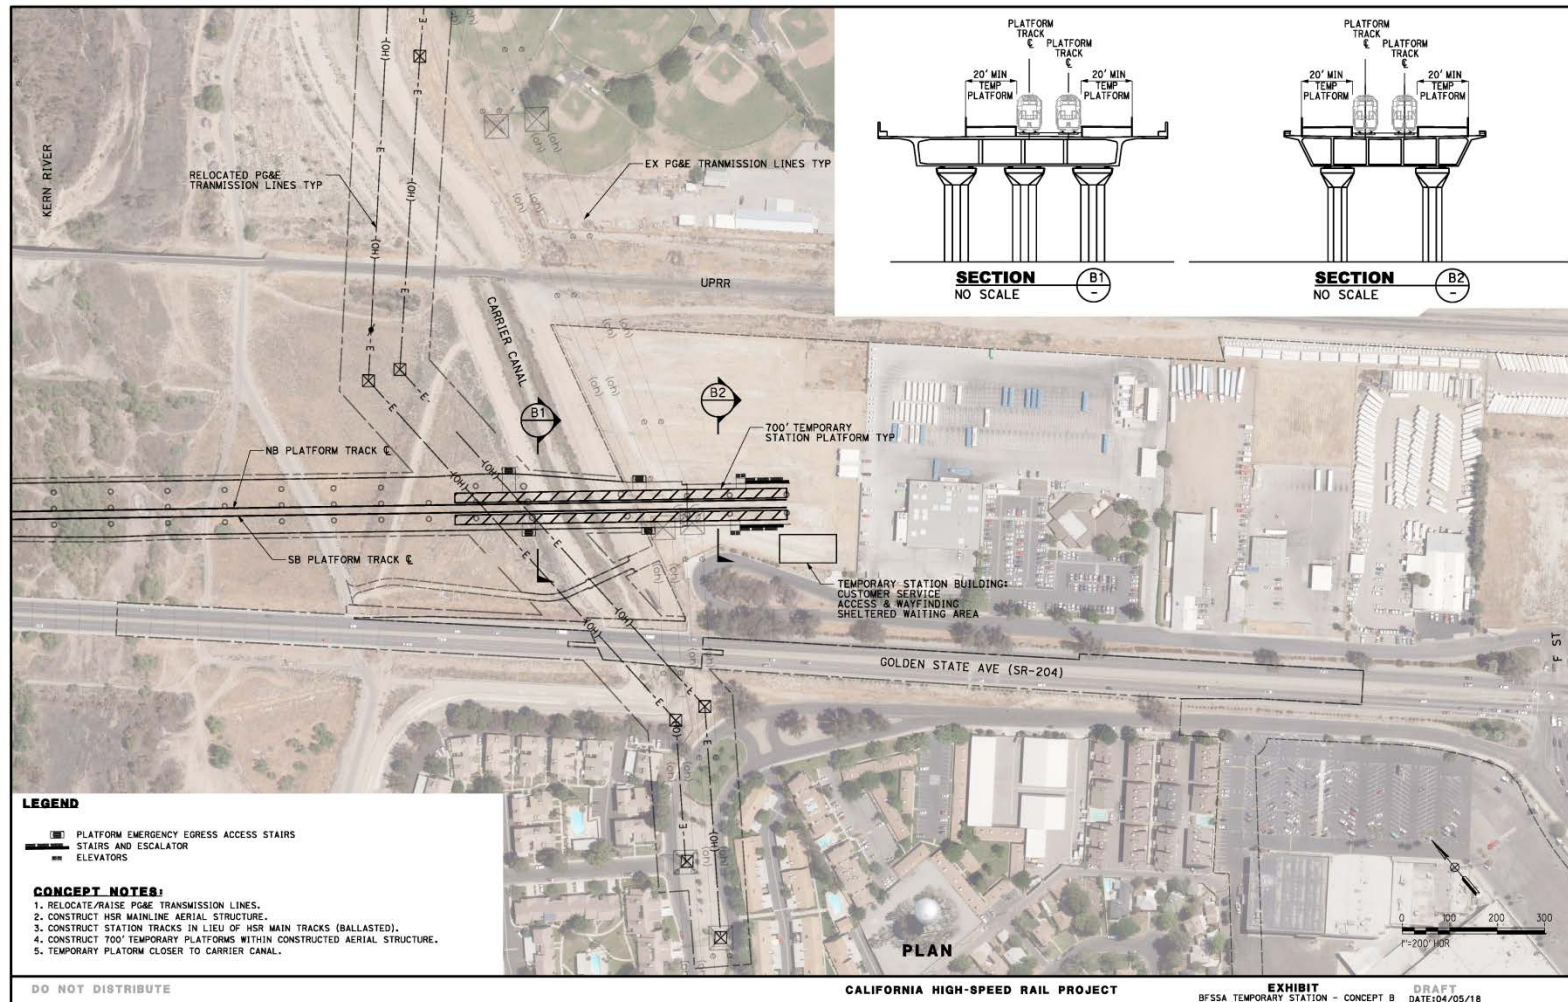 PLATFORM
TRACK
℄
PLATFORM
TRACK
℄
20' MIN
TEMP
PLATFORM
20' MIN
TEMP
PLATFORM
SECTION
NO SCALE
B1
-
PLATFORM
TRACK
℄
PLATFORM
TRACK
℄
20' MIN
TEMP
PLATFORM
20' MIN
TEMP
PLATFORM
SECTION
NO SCALE
B2
-
KERN RIVER
RELOCATED PG&E
TRANMISSION LINES TYP
EX PG&E TRANMISSION LINES TYP
UPRR
CARRIER CANAL
B1
B2
700' TEMPORARY
STATION PLATFORM TYP
NB PLATFORM TRACK ℄
SB PLATFORM TRACK ℄
TEMPORARY STATION BUILDING:
CUSTOMER SERVICE
ACCESS & WAYFINDING
SHELTERED WAITING AREA
GOLDEN STATE AVE (SR-204)
F ST
LEGEND
PLATFORM EMERGENCY EGRESS ACCESS STAIRS
STAIRS AND ESCALATOR
ELEVATORS
CONCEPT NOTES:
1. RELOCATE/RAISE PG&E TRANSMISSION LINES.
2. CONSTRUCT HSR MAINLINE AERIAL STRUCTURE.
3. CONSTRUCT STATION TRACKS IN LIEU OF HSR MAIN TRACKS (BALLASTED).
4. CONSTRUCT 700' TEMPORARY PLATFORMS WITHIN CONSTRUCTED AERIAL STRUCTURE.
5. TEMPORARY PLATORM CLOSER TO CARRIER CANAL.
PLAN
0 100 200 300
1"=200' HOR
DO NOT DISTRIBUTE
CALIFORNIA HIGH-SPEED RAIL PROJECT
EXHIBIT
BFSSA TEMPORARY STATION - CONCEPT B
DRAFT
DATE:04/05/18